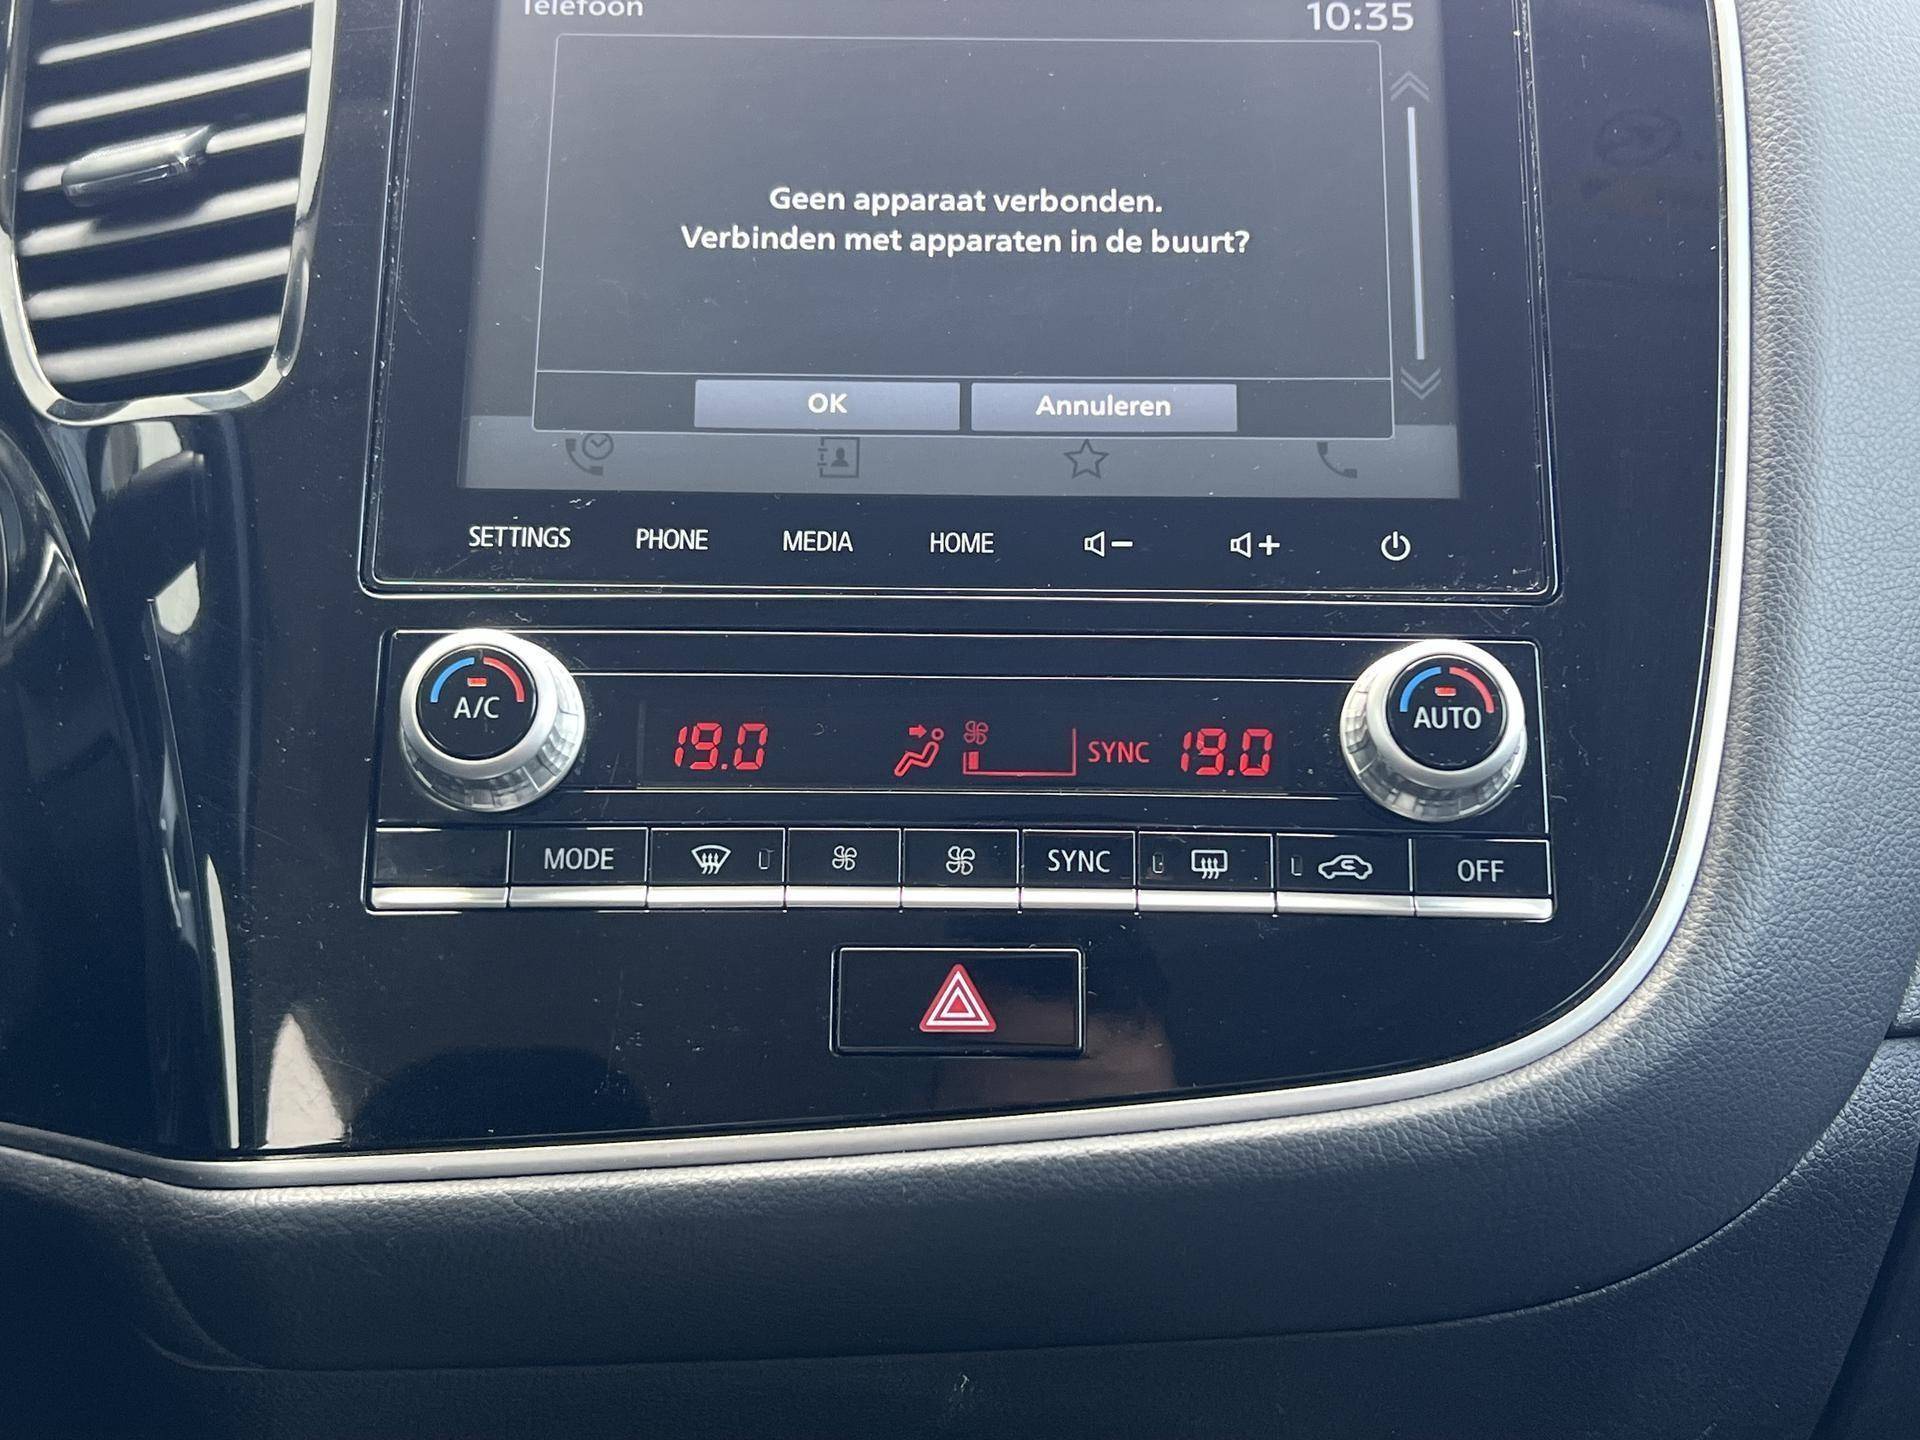 Telefoon 10:35
Geen apparaat verbonden.
Verbinden met apparaten in de buurt?
OK Annuleren
SETTINGS PHONE MEDIA HOME
A/C 19.0 SYNC 19.0 AUTO
MODE SYNC OFF